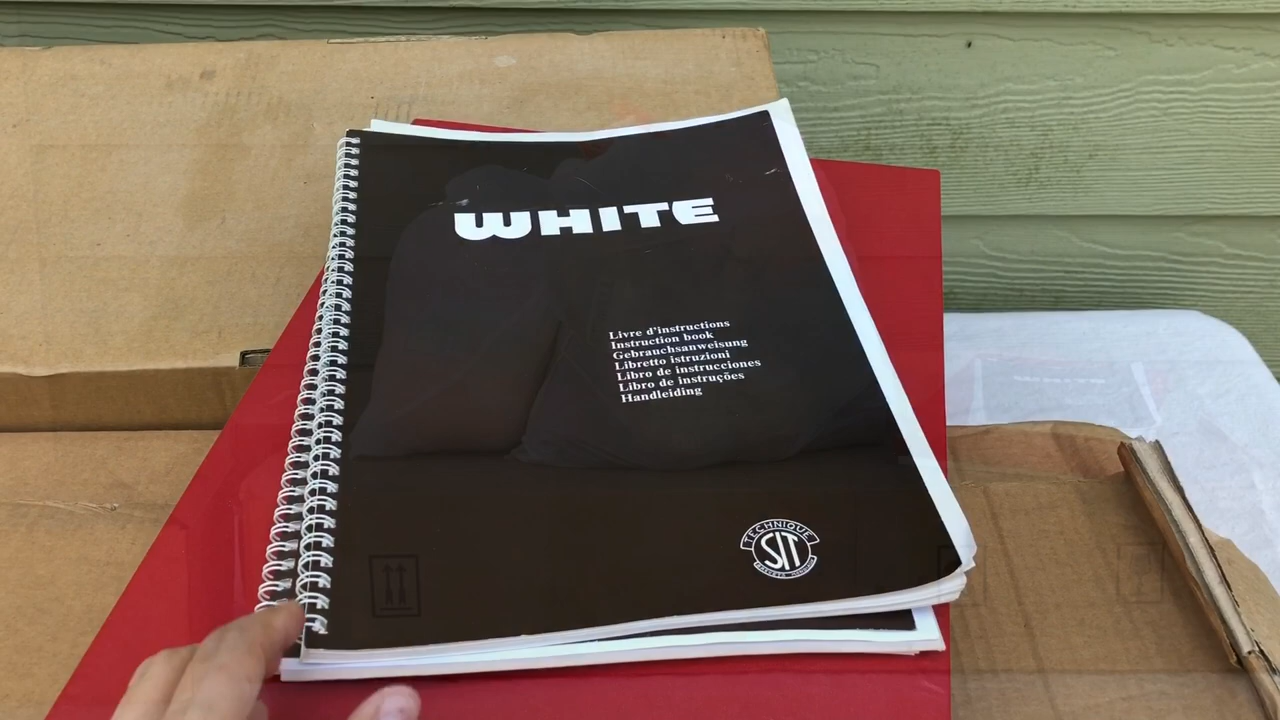 WHITE
Livre d'instructions
Instruction book
Gebrauchsanweisung
Libretto istruzioni
Libro de instrucciones
Libro de instruções
Handleiding
TECHNIQUE
SIT